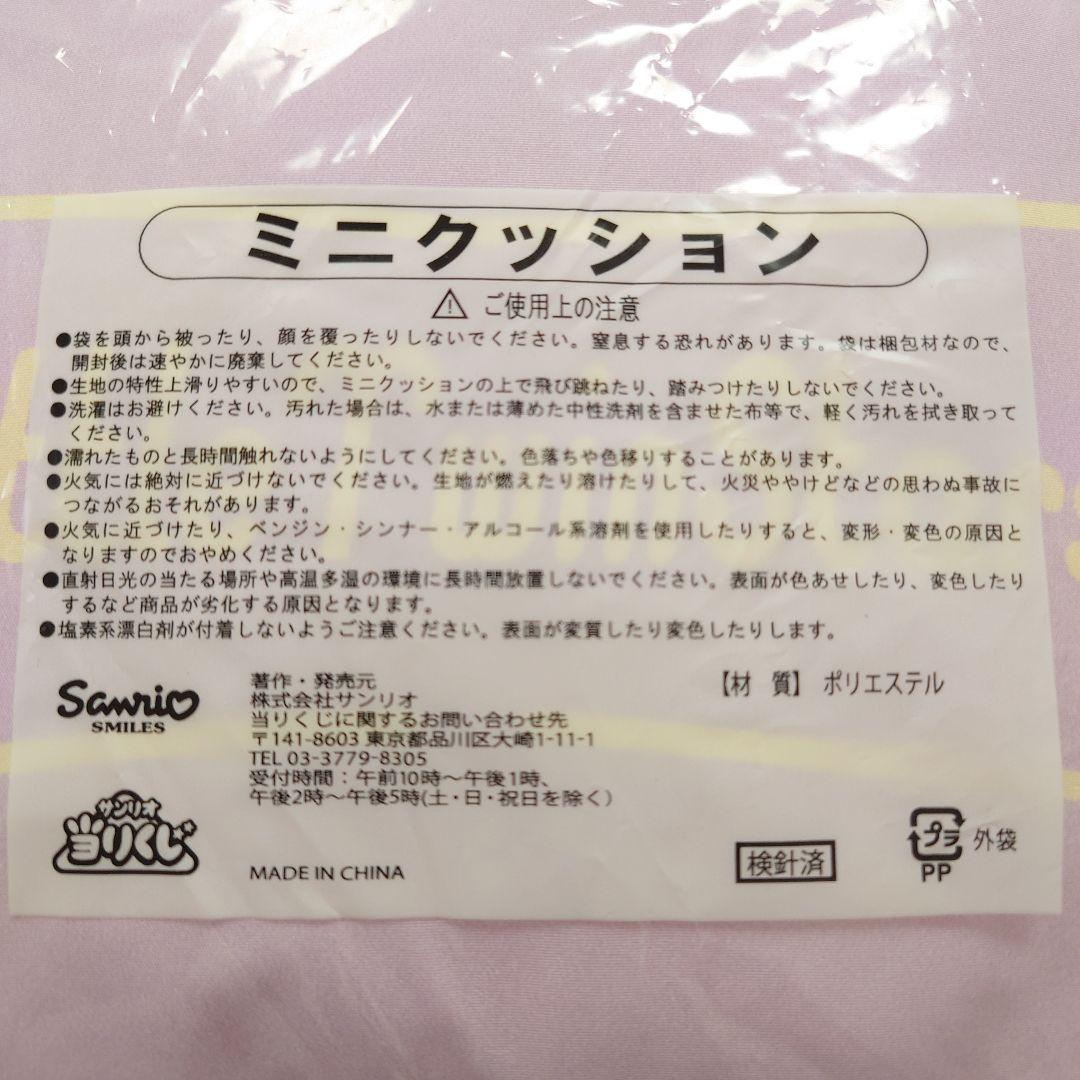 ミニクッション
ご使用上の注意
●袋を頭から被ったり、顔を覆ったりしないでください。窒息する恐れがあります。袋は梱包材なので、
開封後は速やかに廃棄してください。
●生地の特性上滑りやすいので、ミニクッションの上で飛び跳ねたり、踏みつけたりしないでください。
●洗濯はお避けください。汚れた場合は、水または薄めた中性洗剤を含ませた布等で、軽く汚れを拭き取って
ください。
●濡れたものと長時間触れないようにしてください。色落ちや色移りすることがあります。
●火気には絶対に近づけないでください。生地が燃えたり溶けたりして、火災ややけどなどの思わぬ事故に
つながるおそれがあります。
●火気に近づけたり、ベンジン・シンナー・アルコール系溶剤を使用したりすると、変形・変色の原因と
なりますのでおやめください。
●直射日光の当たる場所や高温多湿の環境に長時間放置しないでください。表面が色あせしたり、変色したり
するなど商品が劣化する原因となります。
●塩素系漂白剤が付着しないようご注意ください。表面が変質したり変色したりします。
Sanrio
SMILES
著作・発売元
株式会社サンリオ
当りくじに関するお問い合わせ先
〒141-8603 東京都品川区大崎1-11-1
TEL 03-3779-8305
受付時間：午前10時～午後1時、
午後2時～午後5時(土・日・祝日を除く)
【材 質】 ポリエステル
サンリオ
当りくじ
MADE IN CHINA
検針済
プラ 外袋
PP